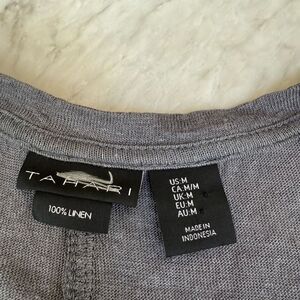 TAHARI
100% LINEN
US:M
CA:M/M
UK:M
EU:M
AU:M
MADE IN
INDONESIA